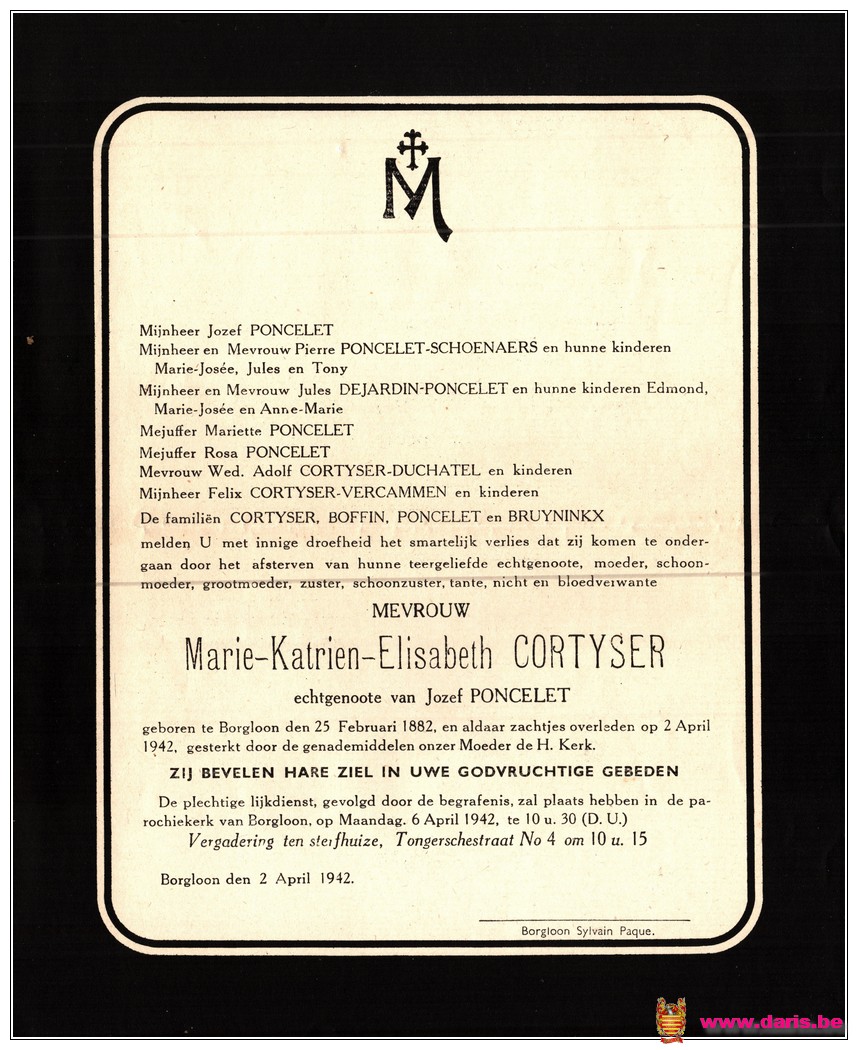 M
Mijnheer Jozef PONCELET
Mijnheer en Mevrouw Pierre PONCELET-SCHOENAERS en hunne kinderen
Marie-Josée, Jules en Tony
Mijnheer en Mevrouw Jules DEJARDIN-PONCELET en hunne kinderen Edmond,
Marie-Josée en Anne-Marie
Mejuffer Mariette PONCELET
Mejuffer Rosa PONCELET
Mevrouw Wed. Adolf CORTYSER-DUCHATEL en kinderen
Mijnheer Felix CORTYSER-VERCAMMEN en kinderen
De familiën CORTYSER, BOFFIN, PONCELET en BRUYNINKX
melden U met innige droefheid het smartelijk verlies dat zij komen te onder-
gaan door het afsterven van hunne teergeliefde echtgenoote, moeder, schoon-
moeder, grootmoeder, zuster, schoonzuster, tante, nicht en bloedverwante
MEVROUW
Marie-Katrien-Elisabeth CORTYSER
echtgenoote van Jozef PONCELET
geboren te Borgloon den 25 Februari 1882, en aldaar zachtjes overleden op 2 April
1942, gesterkt door de genademiddelen onzer Moeder de H. Kerk.
ZIJ BEVELEN HARE ZIEL IN UWE GODVRUCHTIGE GEBEDEN
De plechtige lijkdienst, gevolgd door de begrafenis, zal plaats hebben in de pa-
rochiekerk van Borgloon, op Maandag. 6 April 1942, te 10 u. 30 (D. U.)
Vergadering ten sterfhuize, Tongerschestraat No 4 om 10 u. 15
Borgloon den 2 April 1942.
Borgloon Sylvain Paque.
www.daris.be